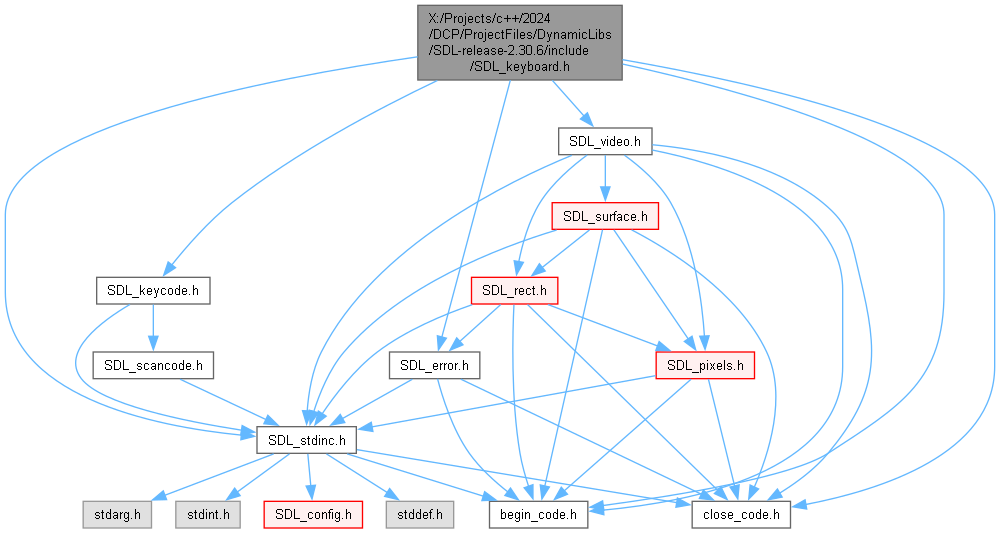 X:/Projects/c++/2024
/DCP/ProjectFiles/DynamicLibs
/SDL-release-2.30.6/include
/SDL_keyboard.h
SDL_video.h
SDL_surface.h
SDL_keycode.h
SDL_rect.h
SDL_scancode.h
SDL_error.h
SDL_pixels.h
SDL_stdinc.h
stdarg.h
stdint.h
SDL_config.h
stddef.h
begin_code.h
close_code.h